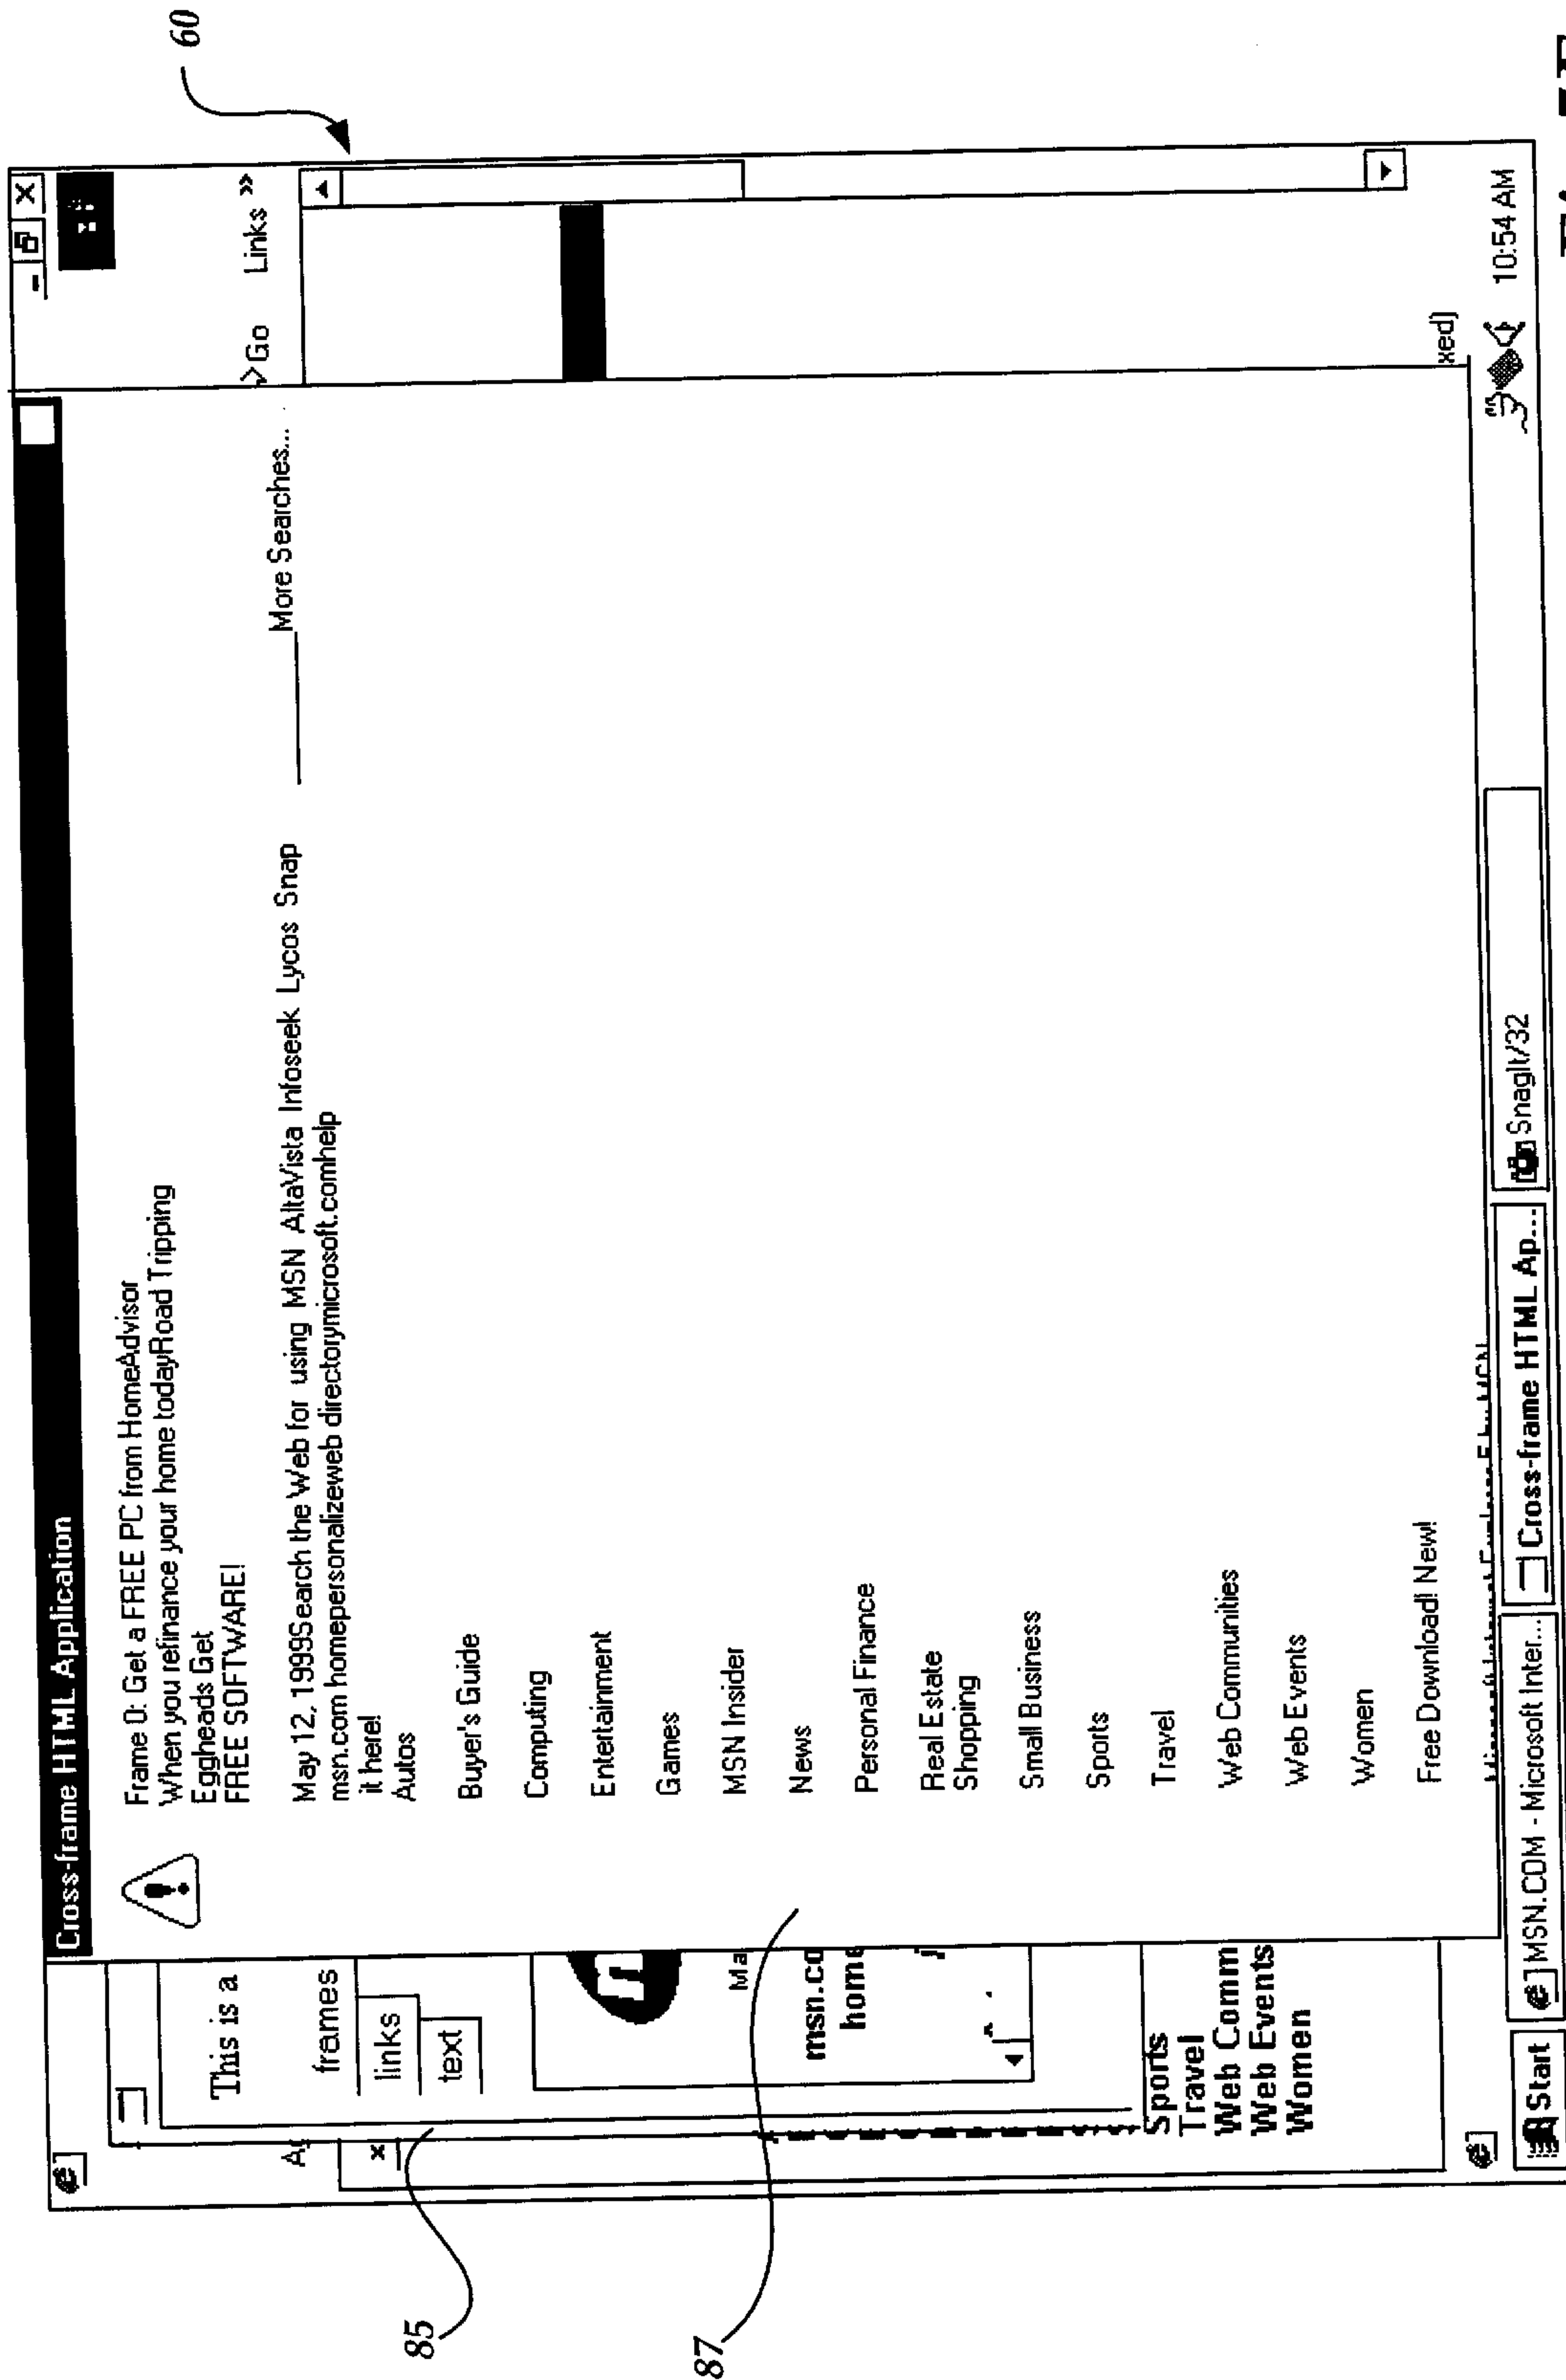 60
Cross-frame HTML Application
Frame 0: Get a FREE PC from HomeAdvisor
When you refinance your home todayRoad Tripping
Eggheads Get
FREE SOFTWARE!
May 12, 1999Search the Web for using MSN AltaVista Infoseek Lycos Snap More Searches...
msn.com homepersonalizeweb directorymicrosoft.comhelp
it here!
Autos
Buyer's Guide
Computing
Entertainment
Games
MSN Insider
News
Personal Finance
Real Estate
Shopping
Small Business
Sports
Travel
Web Communities
Web Events
Women
Free Download! New!
Go Links »
xed)
This is a
frames
links
text
Ma
msn.co
home
Sports
Travel
Web Comm
Web Events
Women
85
87
Start
MSN.COM - Microsoft Inter...
Cross-frame HTML Ap...
SnagIt/32
10:54 AM